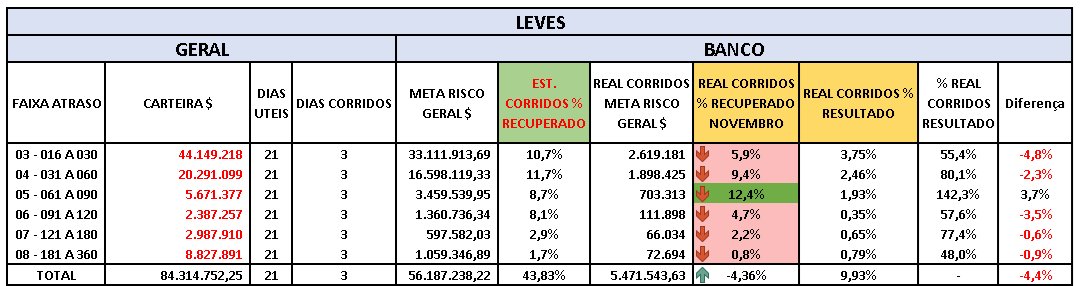 LEVES
GERAL BANCO
FAIXA ATRASO CARTEIRA $ DIAS UTEIS DIAS CORRIDOS META RISCO GERAL $ EST. CORRIDOS % RECUPERADO REAL CORRIDOS META RISCO GERAL $ REAL CORRIDOS % RECUPERADO NOVEMBRO REAL CORRIDOS % RESULTADO % REAL CORRIDOS RESULTADO Diferença
03 - 016 A 030 44.149.218 21 3 33.111.913,69 10,7% 2.619.181 5,9% 3,75% 55,4% -4,8%
04 - 031 A 060 20.291.099 21 3 16.598.119,33 11,7% 1.898.425 9,4% 2,46% 80,1% -2,3%
05 - 061 A 090 5.671.377 21 3 3.459.539,95 8,7% 703.313 12,4% 1,93% 142,3% 3,7%
06 - 091 A 120 2.387.257 21 3 1.360.736,34 8,1% 111.898 4,7% 0,35% 57,6% -3,5%
07 - 121 A 180 2.987.910 21 3 597.582,03 2,9% 66.034 2,2% 0,65% 77,4% -0,6%
08 - 181 A 360 8.827.891 21 3 1.059.346,89 1,7% 72.694 0,8% 0,79% 48,0% -0,9%
TOTAL 84.314.752,25 21 3 56.187.238,22 43,83% 5.471.543,63 -4,36% 9,93% - -4,4%